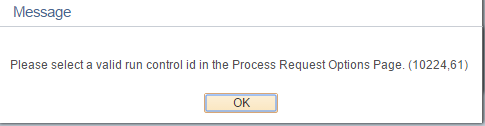 Message
Please select a valid run control id in the Process Request Options Page. (10224,61)
OK